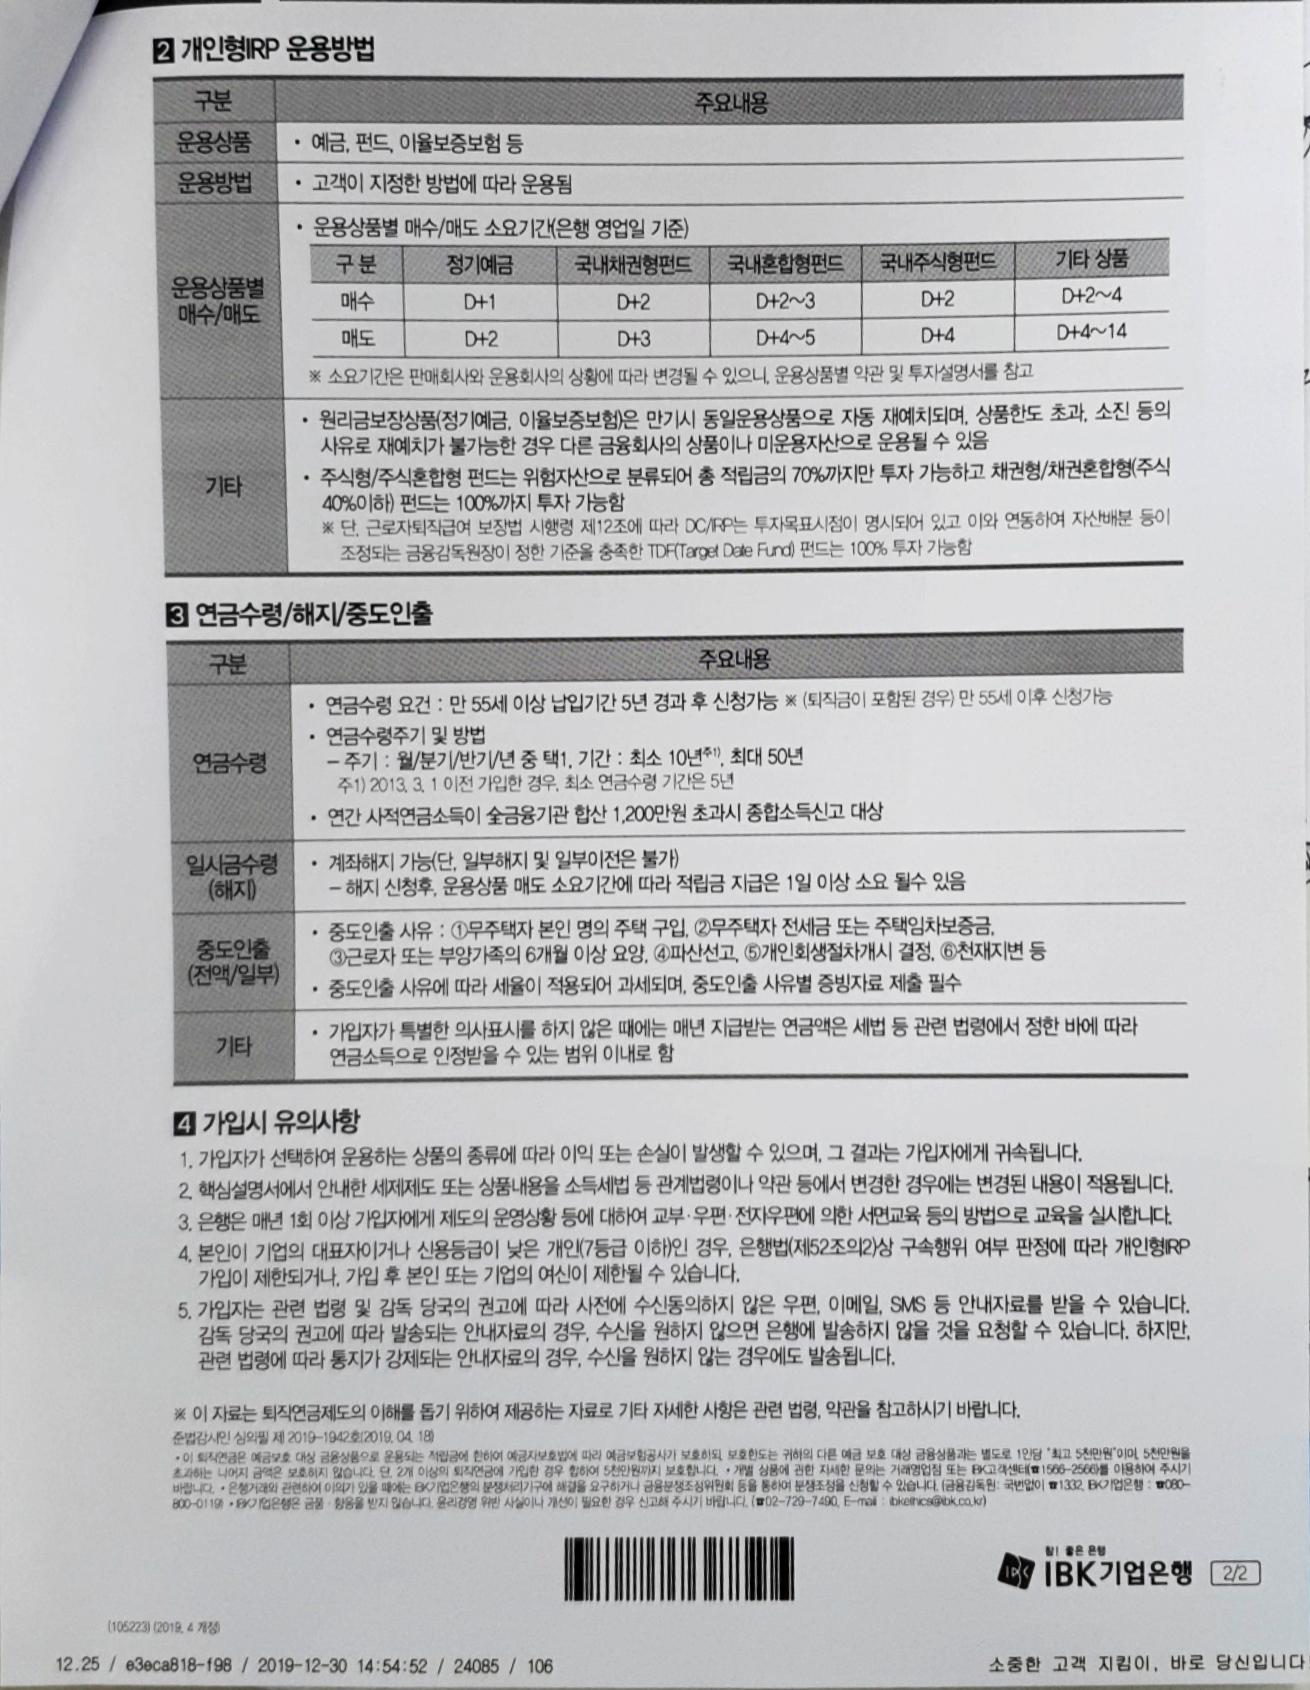 2 개인형IRP 운용방법
구분 주요내용
운용상품 • 예금, 펀드, 이율보증보험 등
운용방법 • 고객이 지정한 방법에 따라 운용됨
운용상품별 매수/매도
• 운용상품별 매수/매도 소요기간(은행 영업일 기준)
구 분 정기예금 국내채권형펀드 국내혼합형펀드 국내주식형펀드 기타 상품
매수 D+1 D+2 D+2~3 D+2 D+2~4
매도 D+2 D+3 D+4~5 D+4 D+4~14
※ 소요기간은 판매회사와 운용회사의 상황에 따라 변경될 수 있으니, 운용상품별 약관 및 투자설명서를 참고
기타
• 원리금보장상품(정기예금, 이율보증보험)은 만기시 동일운용상품으로 자동 재예치되며, 상품한도 초과, 소진 등의
사유로 재예치가 불가능한 경우 다른 금융회사의 상품이나 미운용자산으로 운용될 수 있음
• 주식형/주식혼합형 펀드는 위험자산으로 분류되어 총 적립금의 70%까지만 투자 가능하고 채권형/채권혼합형(주식
40%이하) 펀드는 100%까지 투자 가능함
※ 단, 근로자퇴직급여 보장법 시행령 제12조에 따라 DC/IRP는 투자목표시점이 명시되어 있고 이와 연동하여 자산배분 등이
조정되는 금융감독원장이 정한 기준을 충족한 TDF(Target Date Fund) 펀드는 100% 투자 가능함
3 연금수령/해지/중도인출
구분 주요내용
연금수령
• 연금수령 요건 : 만 55세 이상 납입기간 5년 경과 후 신청가능 ※ (퇴직금이 포함된 경우) 만 55세 이후 신청가능
• 연금수령주기 및 방법
– 주기 : 월/분기/반기/년 중 택1, 기간 : 최소 10년주1), 최대 50년
주1) 2013. 3. 1 이전 가입한 경우, 최소 연금수령 기간은 5년
• 연간 사적연금소득이 全금융기관 합산 1,200만원 초과시 종합소득신고 대상
일시금수령
(해지)
• 계좌해지 가능(단, 일부해지 및 일부이전은 불가)
– 해지 신청후, 운용상품 매도 소요기간에 따라 적립금 지급은 1일 이상 소요 될수 있음
중도인출
(전액/일부)
• 중도인출 사유 : ①무주택자 본인 명의 주택 구입, ②무주택자 전세금 또는 주택임차보증금,
③근로자 또는 부양가족의 6개월 이상 요양, ④파산선고, ⑤개인회생절차개시 결정, ⑥천재지변 등
• 중도인출 사유에 따라 세율이 적용되어 과세되며, 중도인출 사유별 증빙자료 제출 필수
기타
• 가입자가 특별한 의사표시를 하지 않은 때에는 매년 지급받는 연금액은 세법 등 관련 법령에서 정한 바에 따라
연금소득으로 인정받을 수 있는 범위 이내로 함
4 가입시 유의사항
1. 가입자가 선택하여 운용하는 상품의 종류에 따라 이익 또는 손실이 발생할 수 있으며, 그 결과는 가입자에게 귀속됩니다.
2. 핵심설명서에서 안내한 세제제도 또는 상품내용을 소득세법 등 관계법령이나 약관 등에서 변경한 경우에는 변경된 내용이 적용됩니다.
3. 은행은 매년 1회 이상 가입자에게 제도의 운영상황 등에 대하여 교부·우편·전자우편에 의한 서면교육 등의 방법으로 교육을 실시합니다.
4. 본인이 기업의 대표자이거나 신용등급이 낮은 개인(7등급 이하)인 경우, 은행법(제52조의2)상 구속행위 여부 판정에 따라 개인형IRP
가입이 제한되거나, 가입 후 본인 또는 기업의 여신이 제한될 수 있습니다.
5. 가입자는 관련 법령 및 감독 당국의 권고에 따라 사전에 수신동의하지 않은 우편, 이메일, SMS 등 안내자료를 받을 수 있습니다.
감독 당국의 권고에 따라 발송되는 안내자료의 경우, 수신을 원하지 않으면 은행에 발송하지 않을 것을 요청할 수 있습니다. 하지만,
관련 법령에 따라 통지가 강제되는 안내자료의 경우, 수신을 원하지 않는 경우에도 발송됩니다.
※ 이 자료는 퇴직연금제도의 이해를 돕기 위하여 제공하는 자료로 기타 자세한 사항은 관련 법령, 약관을 참고하시기 바랍니다.
준법감시인 심의필 제 2019-1942호(2019. 04. 18)
• 이 퇴직연금은 예금보호 대상 금융상품으로 운용되는 적립금에 한하여 예금자보호법에 따라 예금보험공사가 보호하되, 보호한도는 귀하의 다른 예금 보호 대상 금융상품과는 별도로 1인당 "최고 5천만원"이며, 5천만원을
초과하는 나머지 금액은 보호하지 않습니다. 단, 2개 이상의 퇴직연금에 가입한 경우 합하여 5천만원까지 보호합니다. • 개별 상품에 관한 자세한 문의는 거래영업점 또는 IBK고객센터(☎1566-2566)를 이용하여 주시기
바랍니다. • 은행거래와 관련하여 이의가 있을 때에는 IBK기업은행의 분쟁처리기구에 해결을 요구하거나 금융분쟁조정위원회 등을 통하여 분쟁조정을 신청할 수 있습니다. (금융감독원: 국번없이 ☎1332, IBK기업은행 : ☎080-
800-0119) • IBK기업은행은 금품·향응을 받지 않습니다. 윤리경영 위반 사실이나 개선이 필요한 경우 신고해 주시기 바랍니다. (☎02-729-7490, E-mail : ibkethics@ibk.co.kr)
참! 좋은 은행
IBK기업은행 2/2
(105223) (2019. 4 개정)
12.25 / e3eca818-f98 / 2019-12-30 14:54:52 / 24085 / 106
소중한 고객 지킴이, 바로 당신입니다